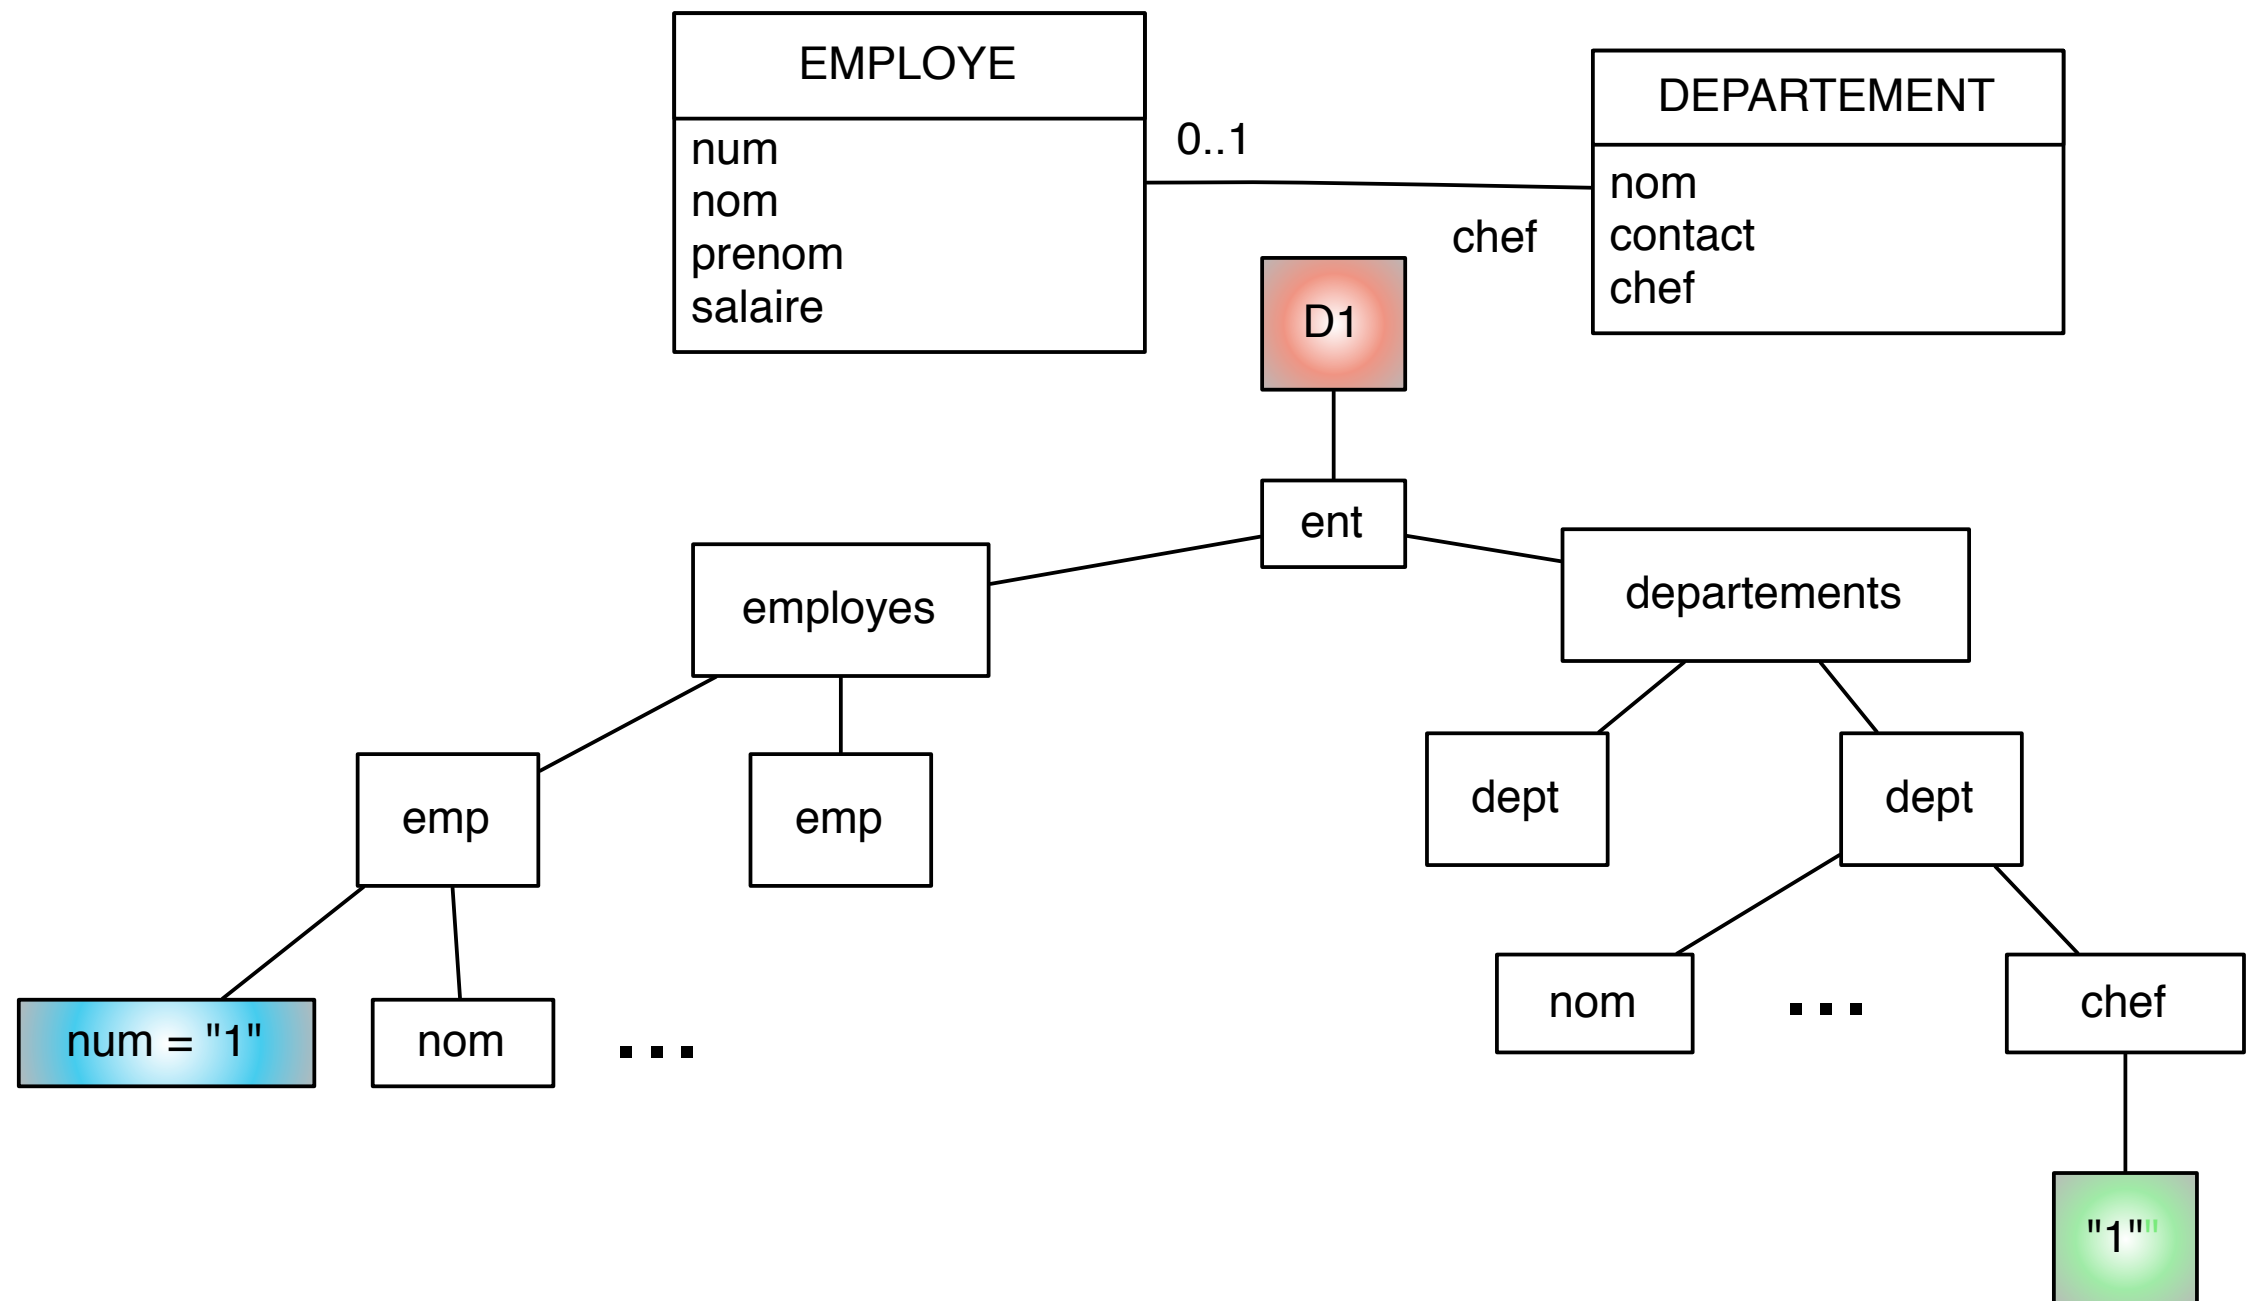 EMPLOYE
num
nom
prenom
salaire
0..1
chef
DEPARTEMENT
nom
contact
chef
D1
ent
employes
departements
emp
emp
dept
dept
num = "1"
nom
...
nom
...
chef
"1""